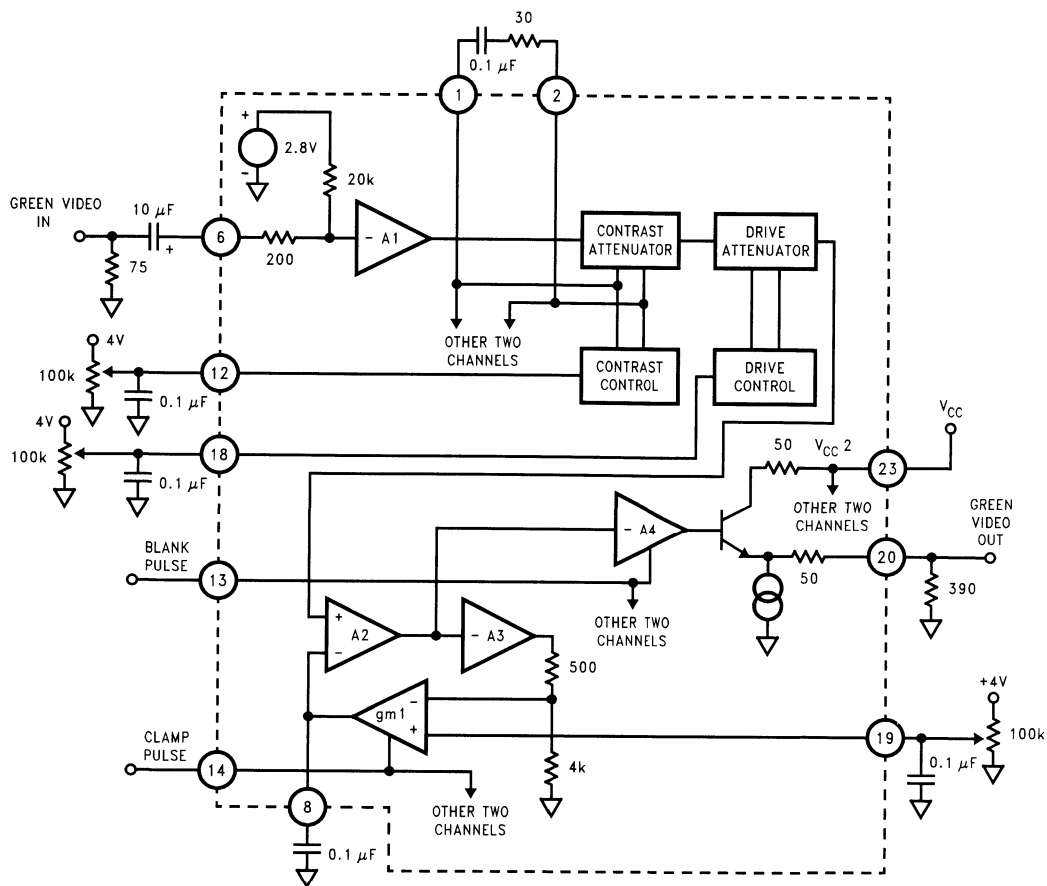 30
0.1 μF
1
2
+
2.8V
-
20k
GREEN VIDEO
IN
10 μF
+
6
200
75
- A1
CONTRAST
ATTENUATOR
DRIVE
ATTENUATOR
OTHER TWO
CHANNELS
4V
100k
0.1 μF
12
CONTRAST
CONTROL
DRIVE
CONTROL
4V
100k
0.1 μF
18
50
VCC 2
VCC
23
OTHER TWO
CHANNELS
GREEN
VIDEO
OUT
- A4
BLANK
PULSE
13
50
20
390
OTHER TWO
CHANNELS
+
A2
-
- A3
500
gm1
-
+
+4V
19
100k
0.1 μF
CLAMP
PULSE
14
4k
OTHER TWO
CHANNELS
8
0.1 μF